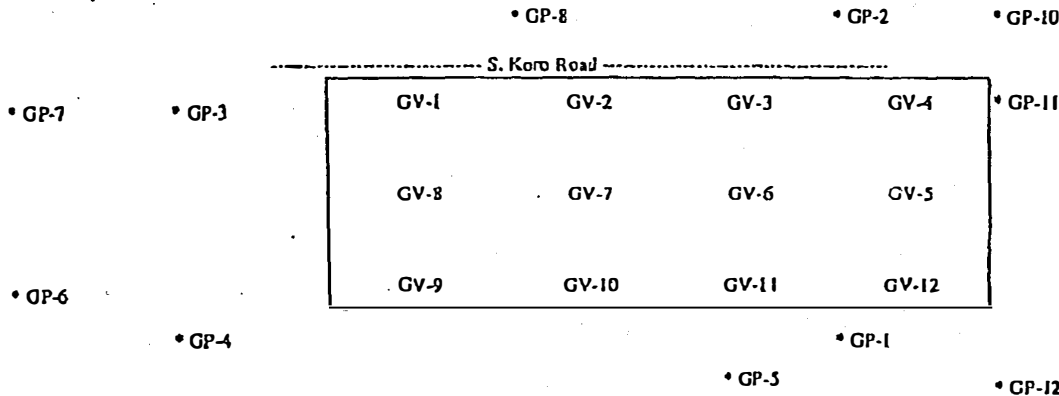 • GP-8 • GP-2 • GP-10
S. Koro Road
GV-1 GV-2 GV-3 GV-4 • GP-11
• GP-7 • GP-3
GV-8 GV-7 GV-6 GV-5
GV-9 GV-10 GV-11 GV-12
• GP-6
• GP-4 • GP-1
• GP-5 • GP-12